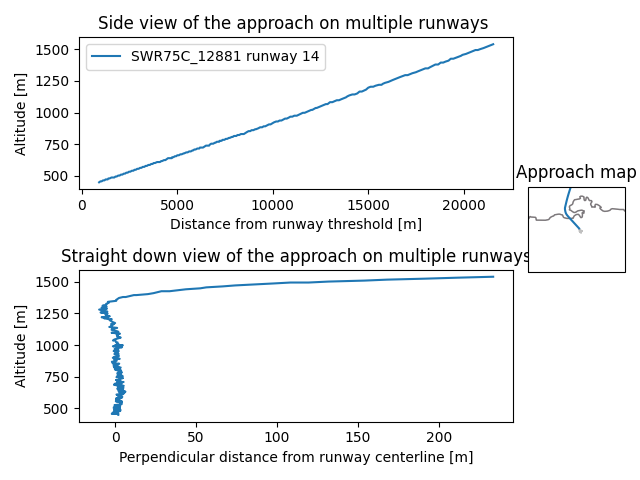 Side view of the approach on multiple runways
1500
1250
1000
750
500
Altitude [m]
SWR75C_12881 runway 14
0
5000
10000
15000
20000
Distance from runway threshold [m]
Approach map
Straight down view of the approach on multiple runways
1500
1250
1000
750
500
Altitude [m]
0
50
100
150
200
Perpendicular distance from runway centerline [m]